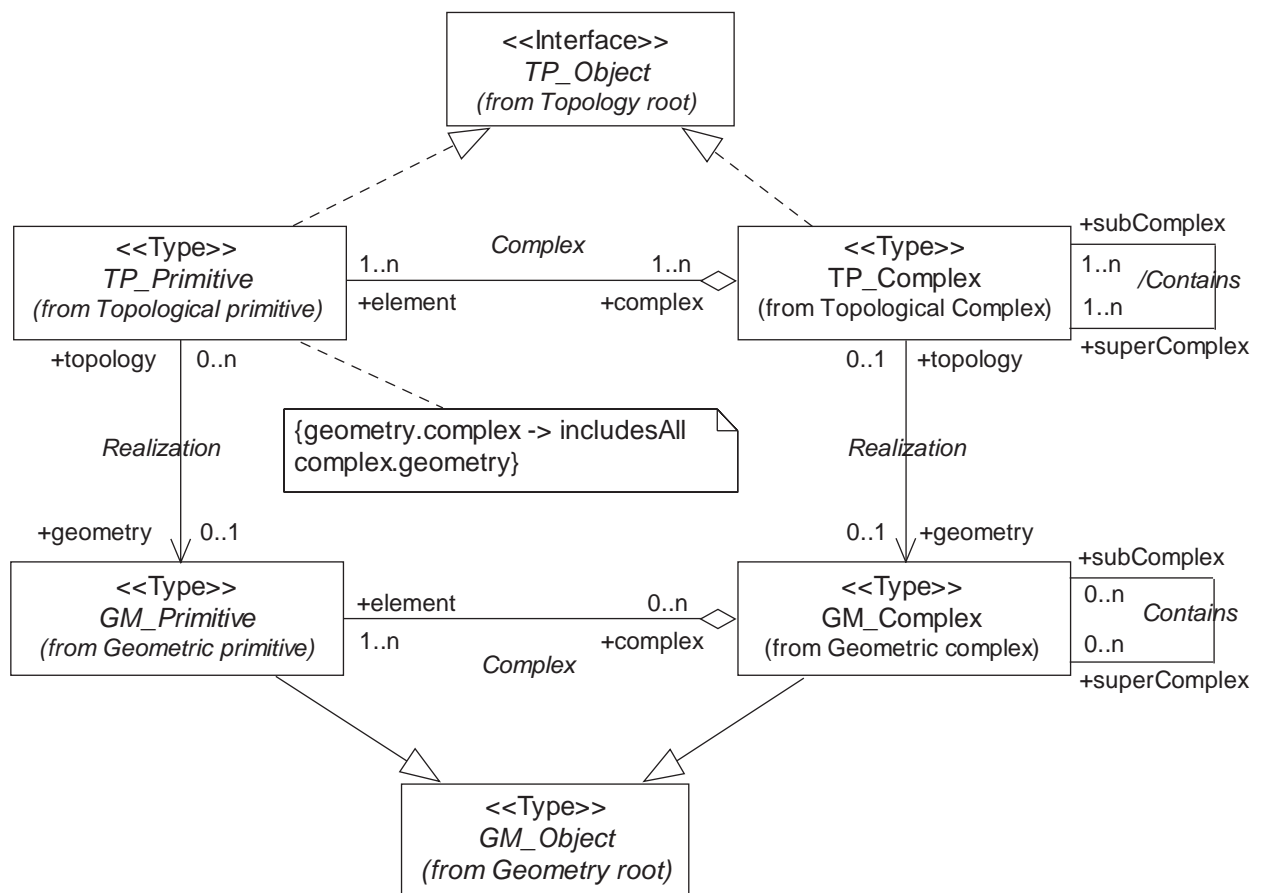 <<Interface>>
TP_Object
(from Topology root)
<<Type>>
TP_Primitive
(from Topological primitive)
Complex
1..n
1..n
+element
+complex
<<Type>>
TP_Complex
(from Topological Complex)
+subComplex
1..n
/Contains
1..n
+superComplex
+topology
0..n
0..1
+topology
{geometry.complex -> includesAll
complex.geometry}
Realization
Realization
+geometry
0..1
0..1
+geometry
<<Type>>
GM_Primitive
(from Geometric primitive)
+element
0..n
1..n
+complex
Complex
<<Type>>
GM_Complex
(from Geometric complex)
+subComplex
0..n
Contains
0..n
+superComplex
<<Type>>
GM_Object
(from Geometry root)